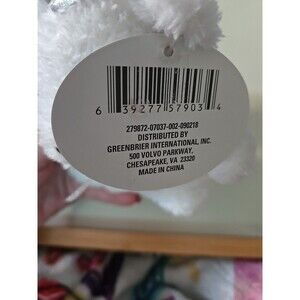 6 39277 57903 4
279872-07037-002-090218
DISTRIBUTED BY
GREENBRIER INTERNATIONAL, INC.
500 VOLVO PARKWAY,
CHESAPEAKE, VA 23320
MADE IN CHINA